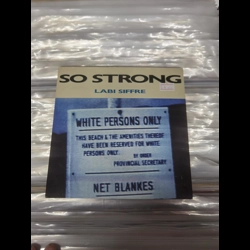 SO STRONG
LABI SIFFRE
WHITE PERSONS ONLY
THIS BEACH & THE AMENITIES THEREOF
HAVE BEEN RESERVED FOR WHITE
PERSONS ONLY.
BY ORDER
PROVINCIAL SECRETARY
NET BLANKES